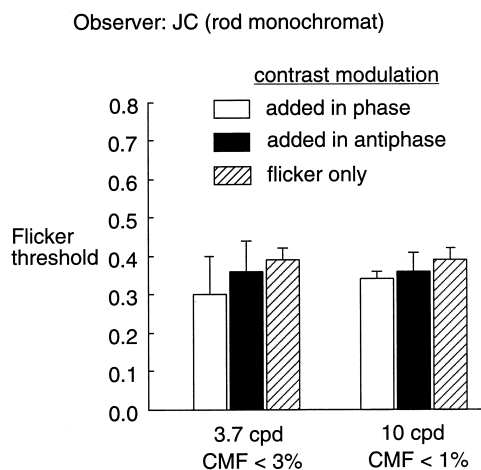 Observer: JC (rod monochromat)
contrast modulation
added in phase
added in antiphase
flicker only
Flicker
threshold
0.8
0.7
0.6
0.5
0.4
0.3
0.2
0.1
0.0
3.7 cpd
CMF < 3%
10 cpd
CMF < 1%